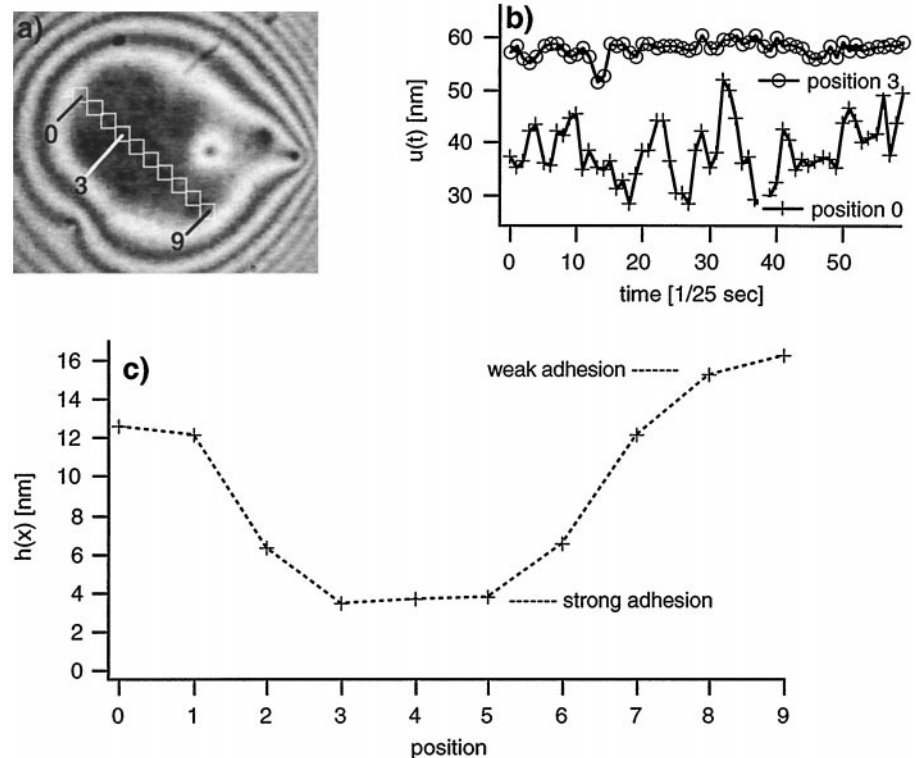 a)
0
3
9
b)
u(t) [nm]
60
50
40
30
position 3
position 0
0 10 20 30 40 50
time [1/25 sec]
c)
h(x) [nm]
16
14
12
10
8
6
4
2
0
weak adhesion
strong adhesion
0 1 2 3 4 5 6 7 8 9
position